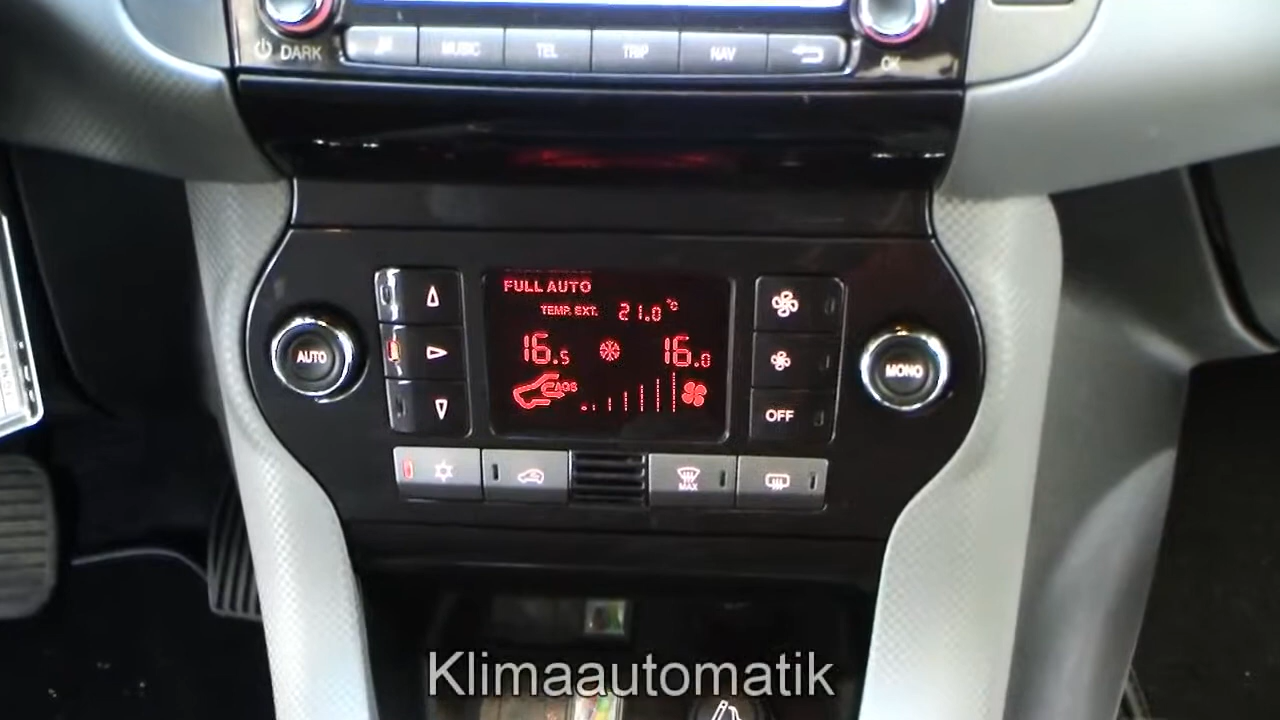 DARK
MUSIC
TEL
TRIP
NAV
OK
FULL AUTO
TEMP. EXT. 21.0 °C
16.5
16.0
AQS
AUTO
MONO
OFF
MAX
Klimaautomatik